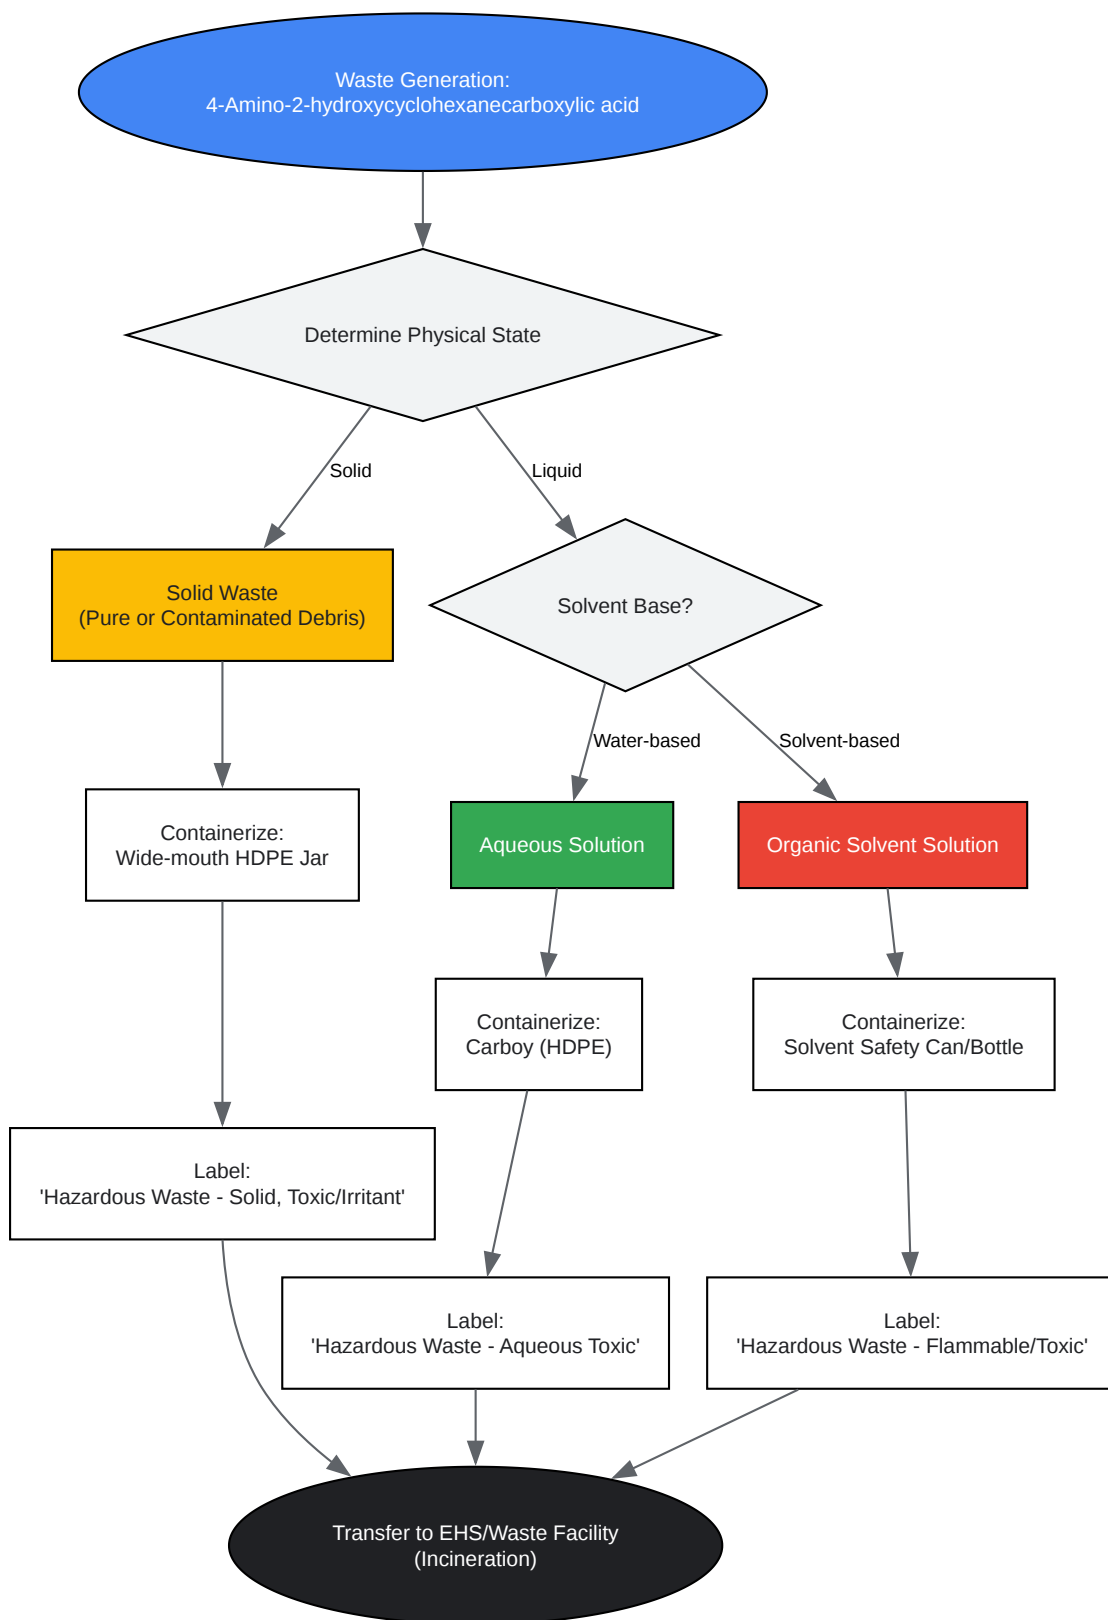 Waste Generation:
4-Amino-2-hydroxycyclohexanecarboxylic acid
Determine Physical State
Solid
Liquid
Solid Waste
(Pure or Contaminated Debris)
Solvent Base?
Water-based
Solvent-based
Containerize:
Wide-mouth HDPE Jar
Aqueous Solution
Organic Solvent Solution
Containerize:
Carboy (HDPE)
Containerize:
Solvent Safety Can/Bottle
Label:
'Hazardous Waste - Solid, Toxic/Irritant'
Label:
'Hazardous Waste - Aqueous Toxic'
Label:
'Hazardous Waste - Flammable/Toxic'
Transfer to EHS/Waste Facility
(Incineration)